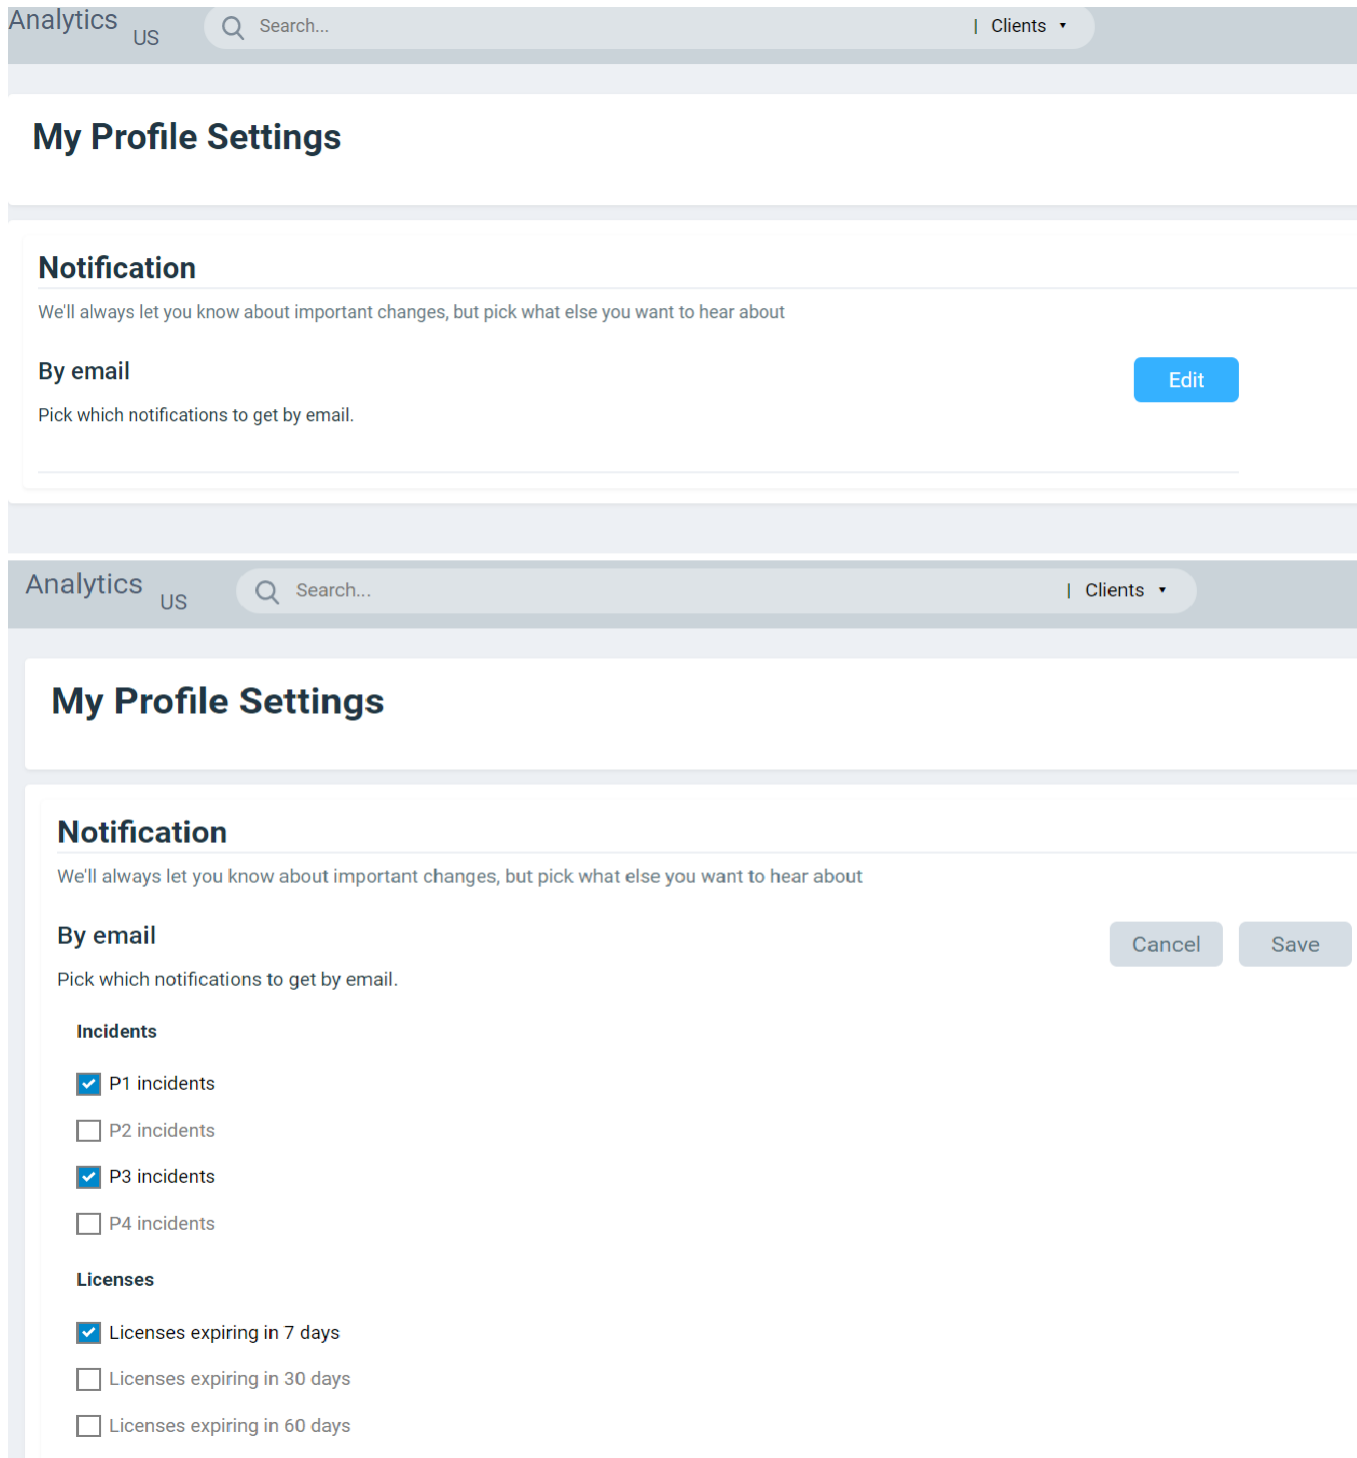 Analytics US Search... | Clients
My Profile Settings
Notification
We'll always let you know about important changes, but pick what else you want to hear about
By email Edit
Pick which notifications to get by email.
Analytics US Search... | Clients
My Profile Settings
Notification
We'll always let you know about important changes, but pick what else you want to hear about
By email Cancel Save
Pick which notifications to get by email.
Incidents
P1 incidents
P2 incidents
P3 incidents
P4 incidents
Licenses
Licenses expiring in 7 days
Licenses expiring in 30 days
Licenses expiring in 60 days